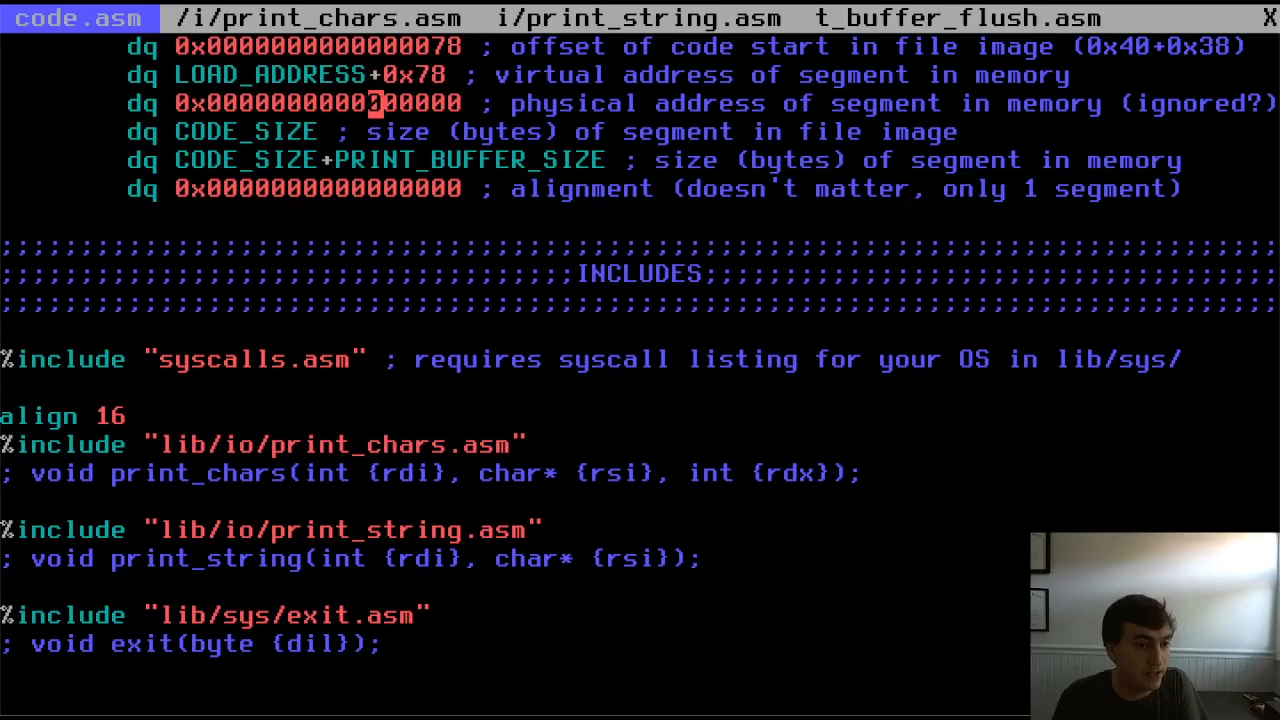 code.asm /i/print_chars.asm i/print_string.asm t_buffer_flush.asm X
dq 0x0000000000000078 ; offset of code start in file image (0x40+0x38)
dq LOAD_ADDRESS+0x78 ; virtual address of segment in memory
dq 0x0000000000000000 ; physical address of segment in memory (ignored?)
dq CODE_SIZE ; size (bytes) of segment in file image
dq CODE_SIZE+PRINT_BUFFER_SIZE ; size (bytes) of segment in memory
dq 0x0000000000000000 ; alignment (doesn't matter, only 1 segment)
;;;;;;;;;;;;;;;;;;;;;;;;;;;;;;;;;;;;;;;;;;;;;;;;;;;;;;;;;;;;;;;;;;;;;;;;;;;;;;;;
;;;;;;;;;;;;;;;;;;;;;;;;;;;;;;;;;;;;INCLUDES;;;;;;;;;;;;;;;;;;;;;;;;;;;;;;;;;;;;
;;;;;;;;;;;;;;;;;;;;;;;;;;;;;;;;;;;;;;;;;;;;;;;;;;;;;;;;;;;;;;;;;;;;;;;;;;;;;;;;
%include "syscalls.asm" ; requires syscall listing for your OS in lib/sys/
align 16
%include "lib/io/print_chars.asm"
; void print_chars(int {rdi}, char* {rsi}, int {rdx});
%include "lib/io/print_string.asm"
; void print_string(int {rdi}, char* {rsi});
%include "lib/sys/exit.asm"
; void exit(byte {dil});